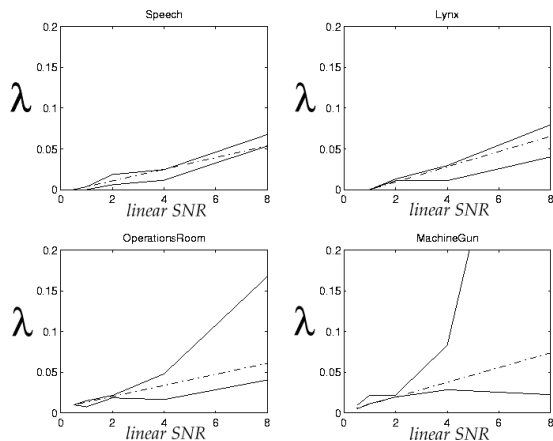 Speech
0.2
0.15
0.1
0.05
0
λ
0 2 4 6 8
linear SNR
Lynx
0.2
0.15
0.1
0.05
0
λ
0 2 4 6 8
linear SNR
OperationsRoom
0.2
0.15
0.1
0.05
0
λ
0 2 4 6 8
linear SNR
MachineGun
0.2
0.15
0.1
0.05
0
λ
0 2 4 6 8
linear SNR